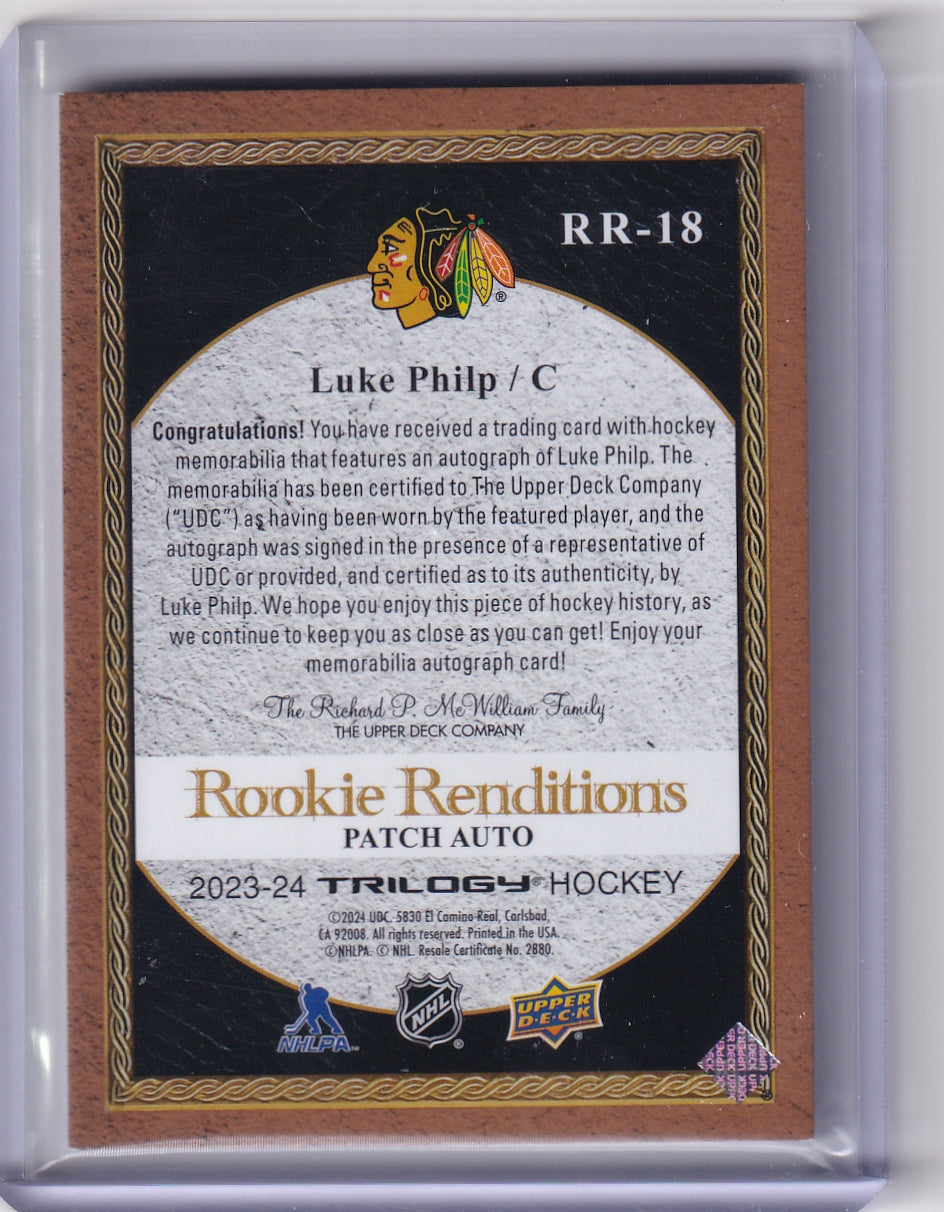 RR-18
®
Luke Philp / C
Congratulations! You have received a trading card with hockey
memorabilia that features an autograph of Luke Philp. The
memorabilia has been certified to The Upper Deck Company
("UDC") as having been worn by the featured player, and the
autograph was signed in the presence of a representative of
UDC or provided, and certified as to its authenticity, by
Luke Philp. We hope you enjoy this piece of hockey history, as
we continue to keep you as close as you can get! Enjoy your
memorabilia autograph card!
The Richard P. McWilliam Family
THE UPPER DECK COMPANY
Rookie Renditions
PATCH AUTO
2023-24 TRILOGY® HOCKEY
©2024 UDC. 5830 El Camino Real, Carlsbad,
CA 92008. All rights reserved. Printed in the USA.
©NHLPA. © NHL. Resale Certificate No. 2880.
NHLPA
NHL ®
UPPER
D·E·C·K ®